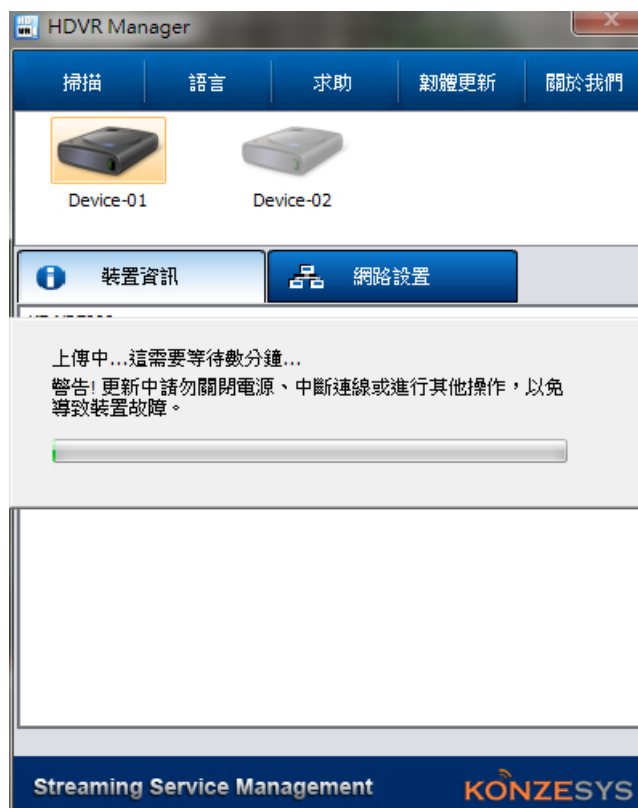 HD
VR
HDVR Manager
掃描
語言
求助
韌體更新
關於我們
Device-01
Device-02
裝置資訊
網路設置
上傳中...這需要等待數分鐘...
警告! 更新中請勿關閉電源、中斷連線或進行其他操作，以免
導致裝置故障。
Streaming Service Management
KONZESYS